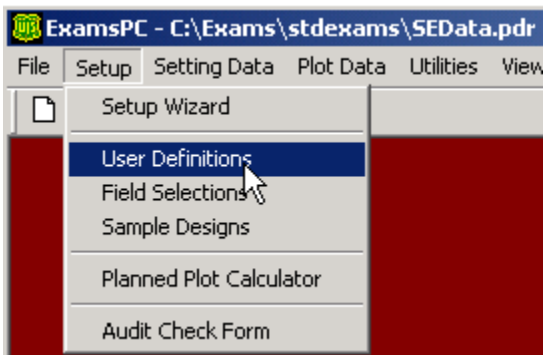 ExamsPC - C:\Exams\stdexams\SEData.pdr
File Setup Setting Data Plot Data Utilities View
Setup Wizard
User Definitions
Field Selections
Sample Designs
Planned Plot Calculator
Audit Check Form